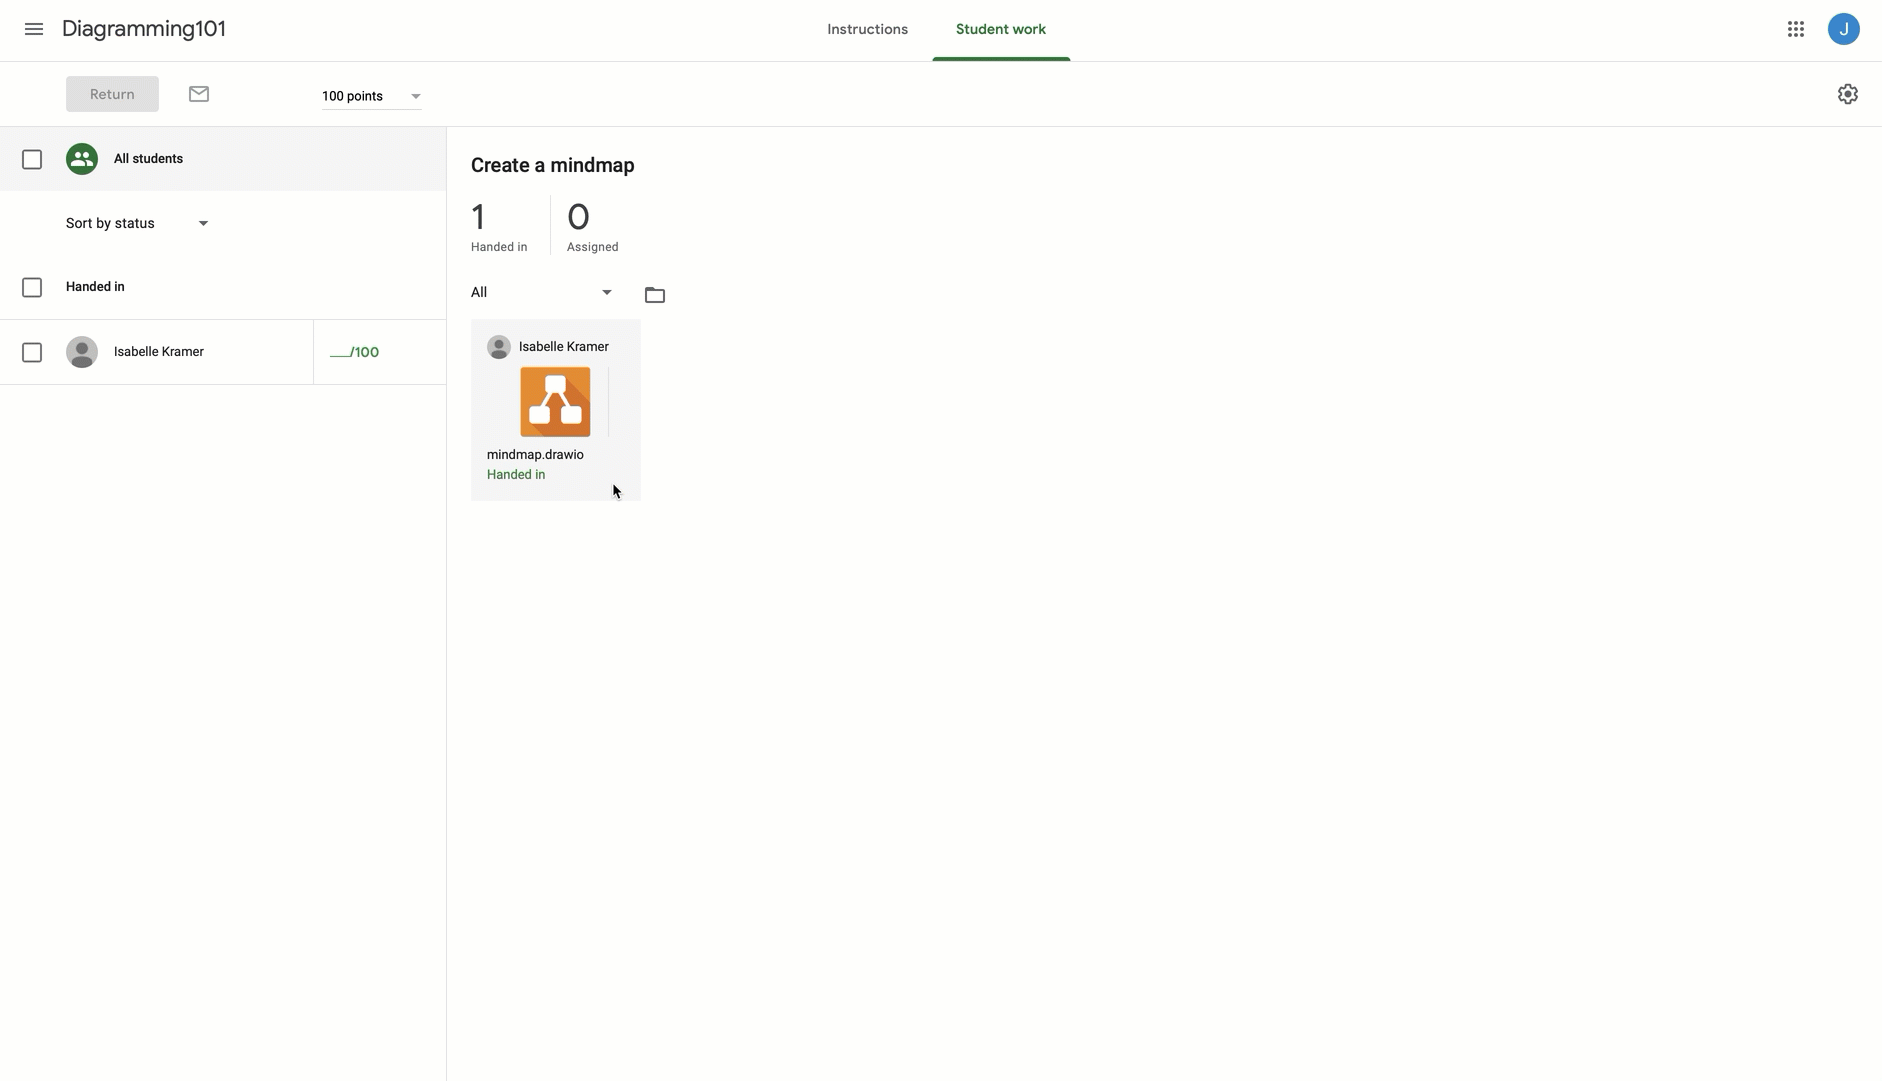 Diagramming101
Instructions
Student work
J
Return
100 points
All students
Sort by status
Handed in
Isabelle Kramer
__/100
Create a mindmap
1
Handed in
0
Assigned
All
Isabelle Kramer
mindmap.drawio
Handed in